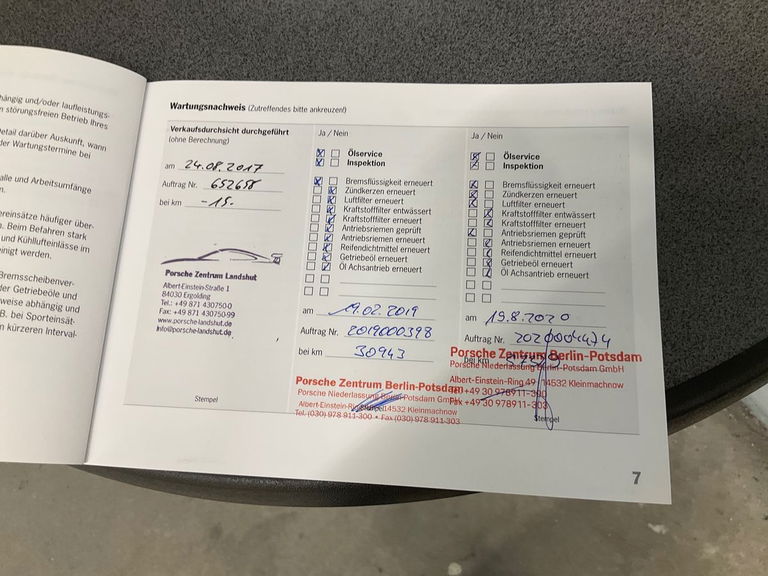 hängig und/oder laufleistungs-
n störungsfreien Betrieb Ihres
etail darüber Auskunft, wann
der Wartungstermine bei
alle und Arbeitsumfänge
n.
ereinsätze häufiger über-
n. Beim Befahren stark
und Kühllufteinlässe im
einigt werden.
Bremsscheibenver-
der Getriebeöle und
weise abhängig und
B. bei Sporteinsät-
n kürzeren Interval-
Wartungsnachweis (Zutreffendes bitte ankreuzen!)
Verkaufsdurchsicht durchgeführt
(ohne Berechnung)
am 24.08.2017
Auftrag Nr. 652658
bei km -15.-
Porsche Zentrum Landshut
Albert-Einstein-Straße 1
84030 Ergolding
Tel.: +49 871 430750-0
Fax: +49 871 430750-99
www.porsche-landshut.de
info@porsche-landshut.de
Stempel
Ja / Nein
Ölservice
Inspektion
Bremsflüssigkeit erneuert
Zündkerzen erneuert
Luftfilter erneuert
Kraftstofffilter entwässert
Kraftstofffilter erneuert
Antriebsriemen geprüft
Antriebsriemen erneuert
Reifendichtmittel erneuert
Getriebeöl erneuert
Öl Achsantrieb erneuert
am 19.02.2019
Auftrag Nr. 2019000398
bei km 30943
Porsche Zentrum Berlin-Potsdam
Porsche Niederlassung Berlin-Potsdam GmbH
Albert-Einstein-Ring 14532 Kleinmachnow
Tel. (030) 978 911-300 • Fax (030) 978 911-303
Ja / Nein
Ölservice
Inspektion
Bremsflüssigkeit erneuert
Zündkerzen erneuert
Luftfilter erneuert
Kraftstofffilter entwässert
Kraftstofffilter erneuert
Antriebsriemen geprüft
Antriebsriemen erneuert
Reifendichtmittel erneuert
Getriebeöl erneuert
Öl Achsantrieb erneuert
am 19.8.2020
Auftrag Nr. 2020004474
bei km
Porsche Zentrum Berlin-Potsdam
Porsche Niederlassung Berlin-Potsdam GmbH
Albert-Einstein-Ring 49 14532 Kleinmachnow
+49 30 978911-300
Fax +49 30 978911-303
Stempel
7